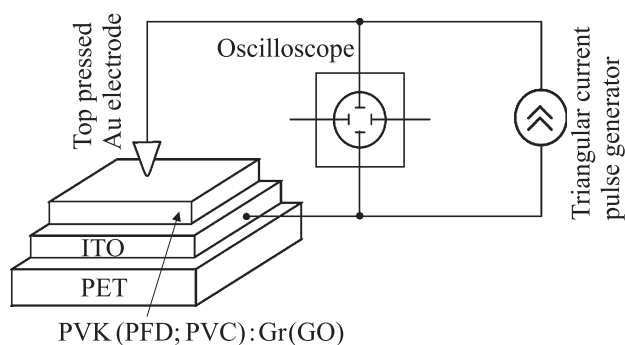 Top pressed
Au electrode
Oscilloscope
Triangular current
pulse generator
ITO
PET
PVK (PFD; PVC) : Gr(GO)